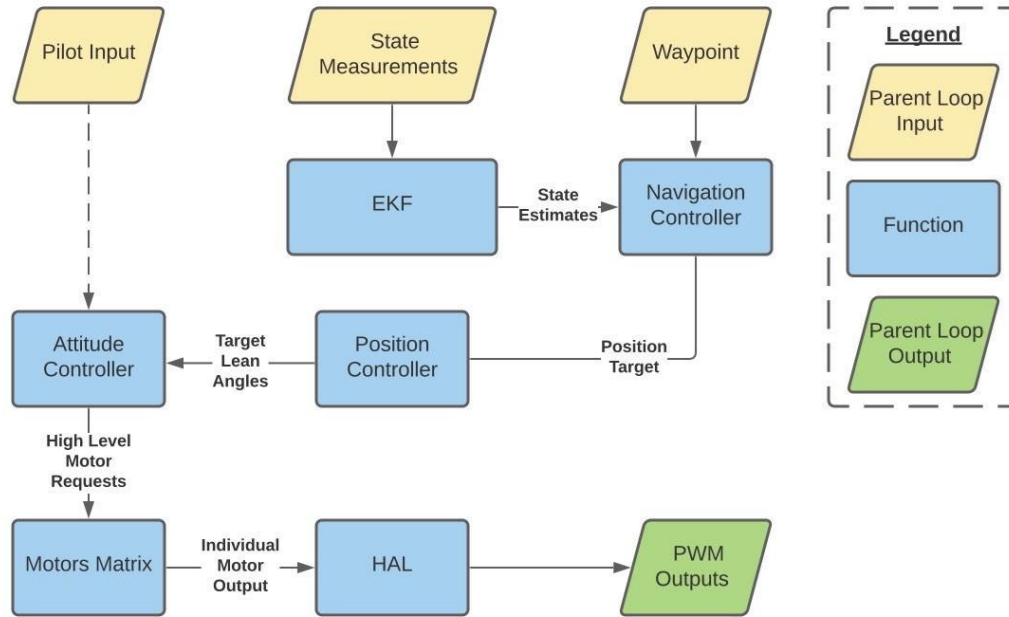 Pilot Input
State
Measurements
Waypoint
Legend
Parent Loop
Input
EKF
State
Estimates
Navigation
Controller
Function
Attitude
Controller
Target
Lean
Angles
Position
Controller
Position
Target
Parent Loop
Output
High Level
Motor
Requests
Motors Matrix
Individual
Motor
Output
HAL
PWM
Outputs